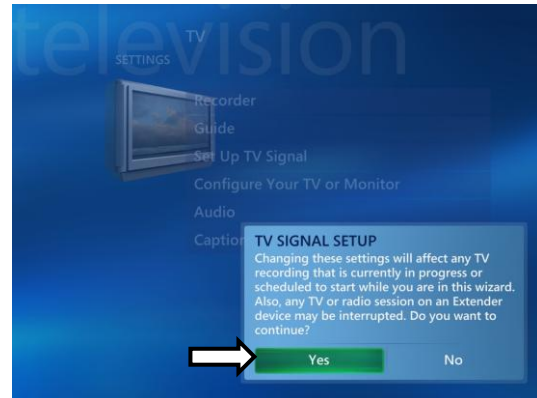 television
TV
SETTINGS
Recorder
Guide
Set Up TV Signal
Configure Your TV or Monitor
Audio
Caption
TV SIGNAL SETUP
Changing these settings will affect any TV
recording that is currently in progress or
scheduled to start while you are in this wizard.
Also, any TV or radio session on an Extender
device may be interrupted. Do you want to
continue?
Yes No